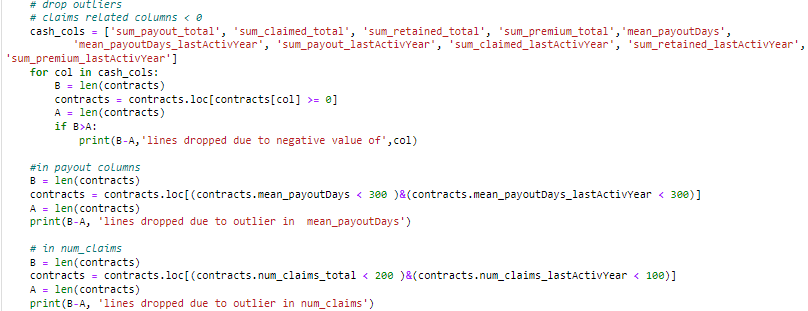 # drop outliers
# claims related columns < 0
cash_cols = ['sum_payout_total', 'sum_claimed_total', 'sum_retained_total', 'sum_premium_total','mean_payoutDays',
'mean_payoutDays_lastActivYear', 'sum_payout_lastActivYear', 'sum_claimed_lastActivYear', 'sum_retained_lastActivYear',
'sum_premium_lastActivYear']
for col in cash_cols:
B = len(contracts)
contracts = contracts.loc[contracts[col] >= 0]
A = len(contracts)
if B>A:
print(B-A,'lines dropped due to negative value of',col)
#in payout columns
B = len(contracts)
contracts = contracts.loc[(contracts.mean_payoutDays < 300 )&(contracts.mean_payoutDays_lastActivYear < 300)]
A = len(contracts)
print(B-A, 'lines dropped due to outlier in  mean_payoutDays')
# in num_claims
B = len(contracts)
contracts = contracts.loc[(contracts.num_claims_total < 200 )&(contracts.num_claims_lastActivYear < 100)]
A = len(contracts)
print(B-A, 'lines dropped due to outlier in num_claims')